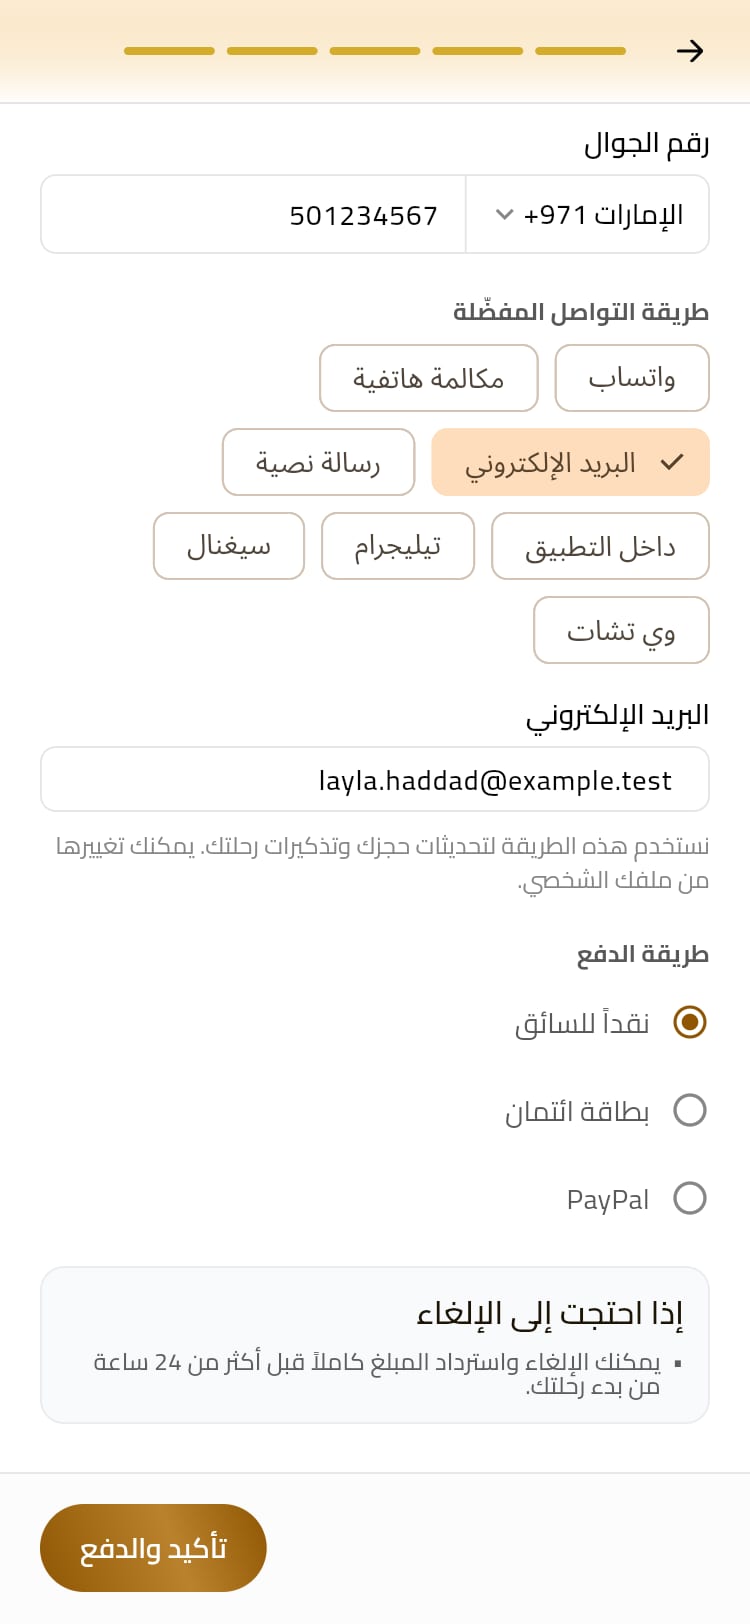 رقم الجوال
الإمارات 971+
501234567
طريقة التواصل المفضّلة
واتساب
مكالمة هاتفية
البريد الإلكتروني
رسالة نصية
داخل التطبيق
تيليجرام
سيغنال
وي تشات
البريد الإلكتروني
layla.haddad@example.test
نستخدم هذه الطريقة لتحديثات حجزك وتذكيرات رحلتك. يمكنك تغييرها
من ملفك الشخصي.
طريقة الدفع
نقداً للسائق
بطاقة ائتمان
PayPal
إذا احتجت إلى الإلغاء
▪ يمكنك الإلغاء واسترداد المبلغ كاملاً قبل أكثر من 24 ساعة
من بدء رحلتك.
تأكيد والدفع